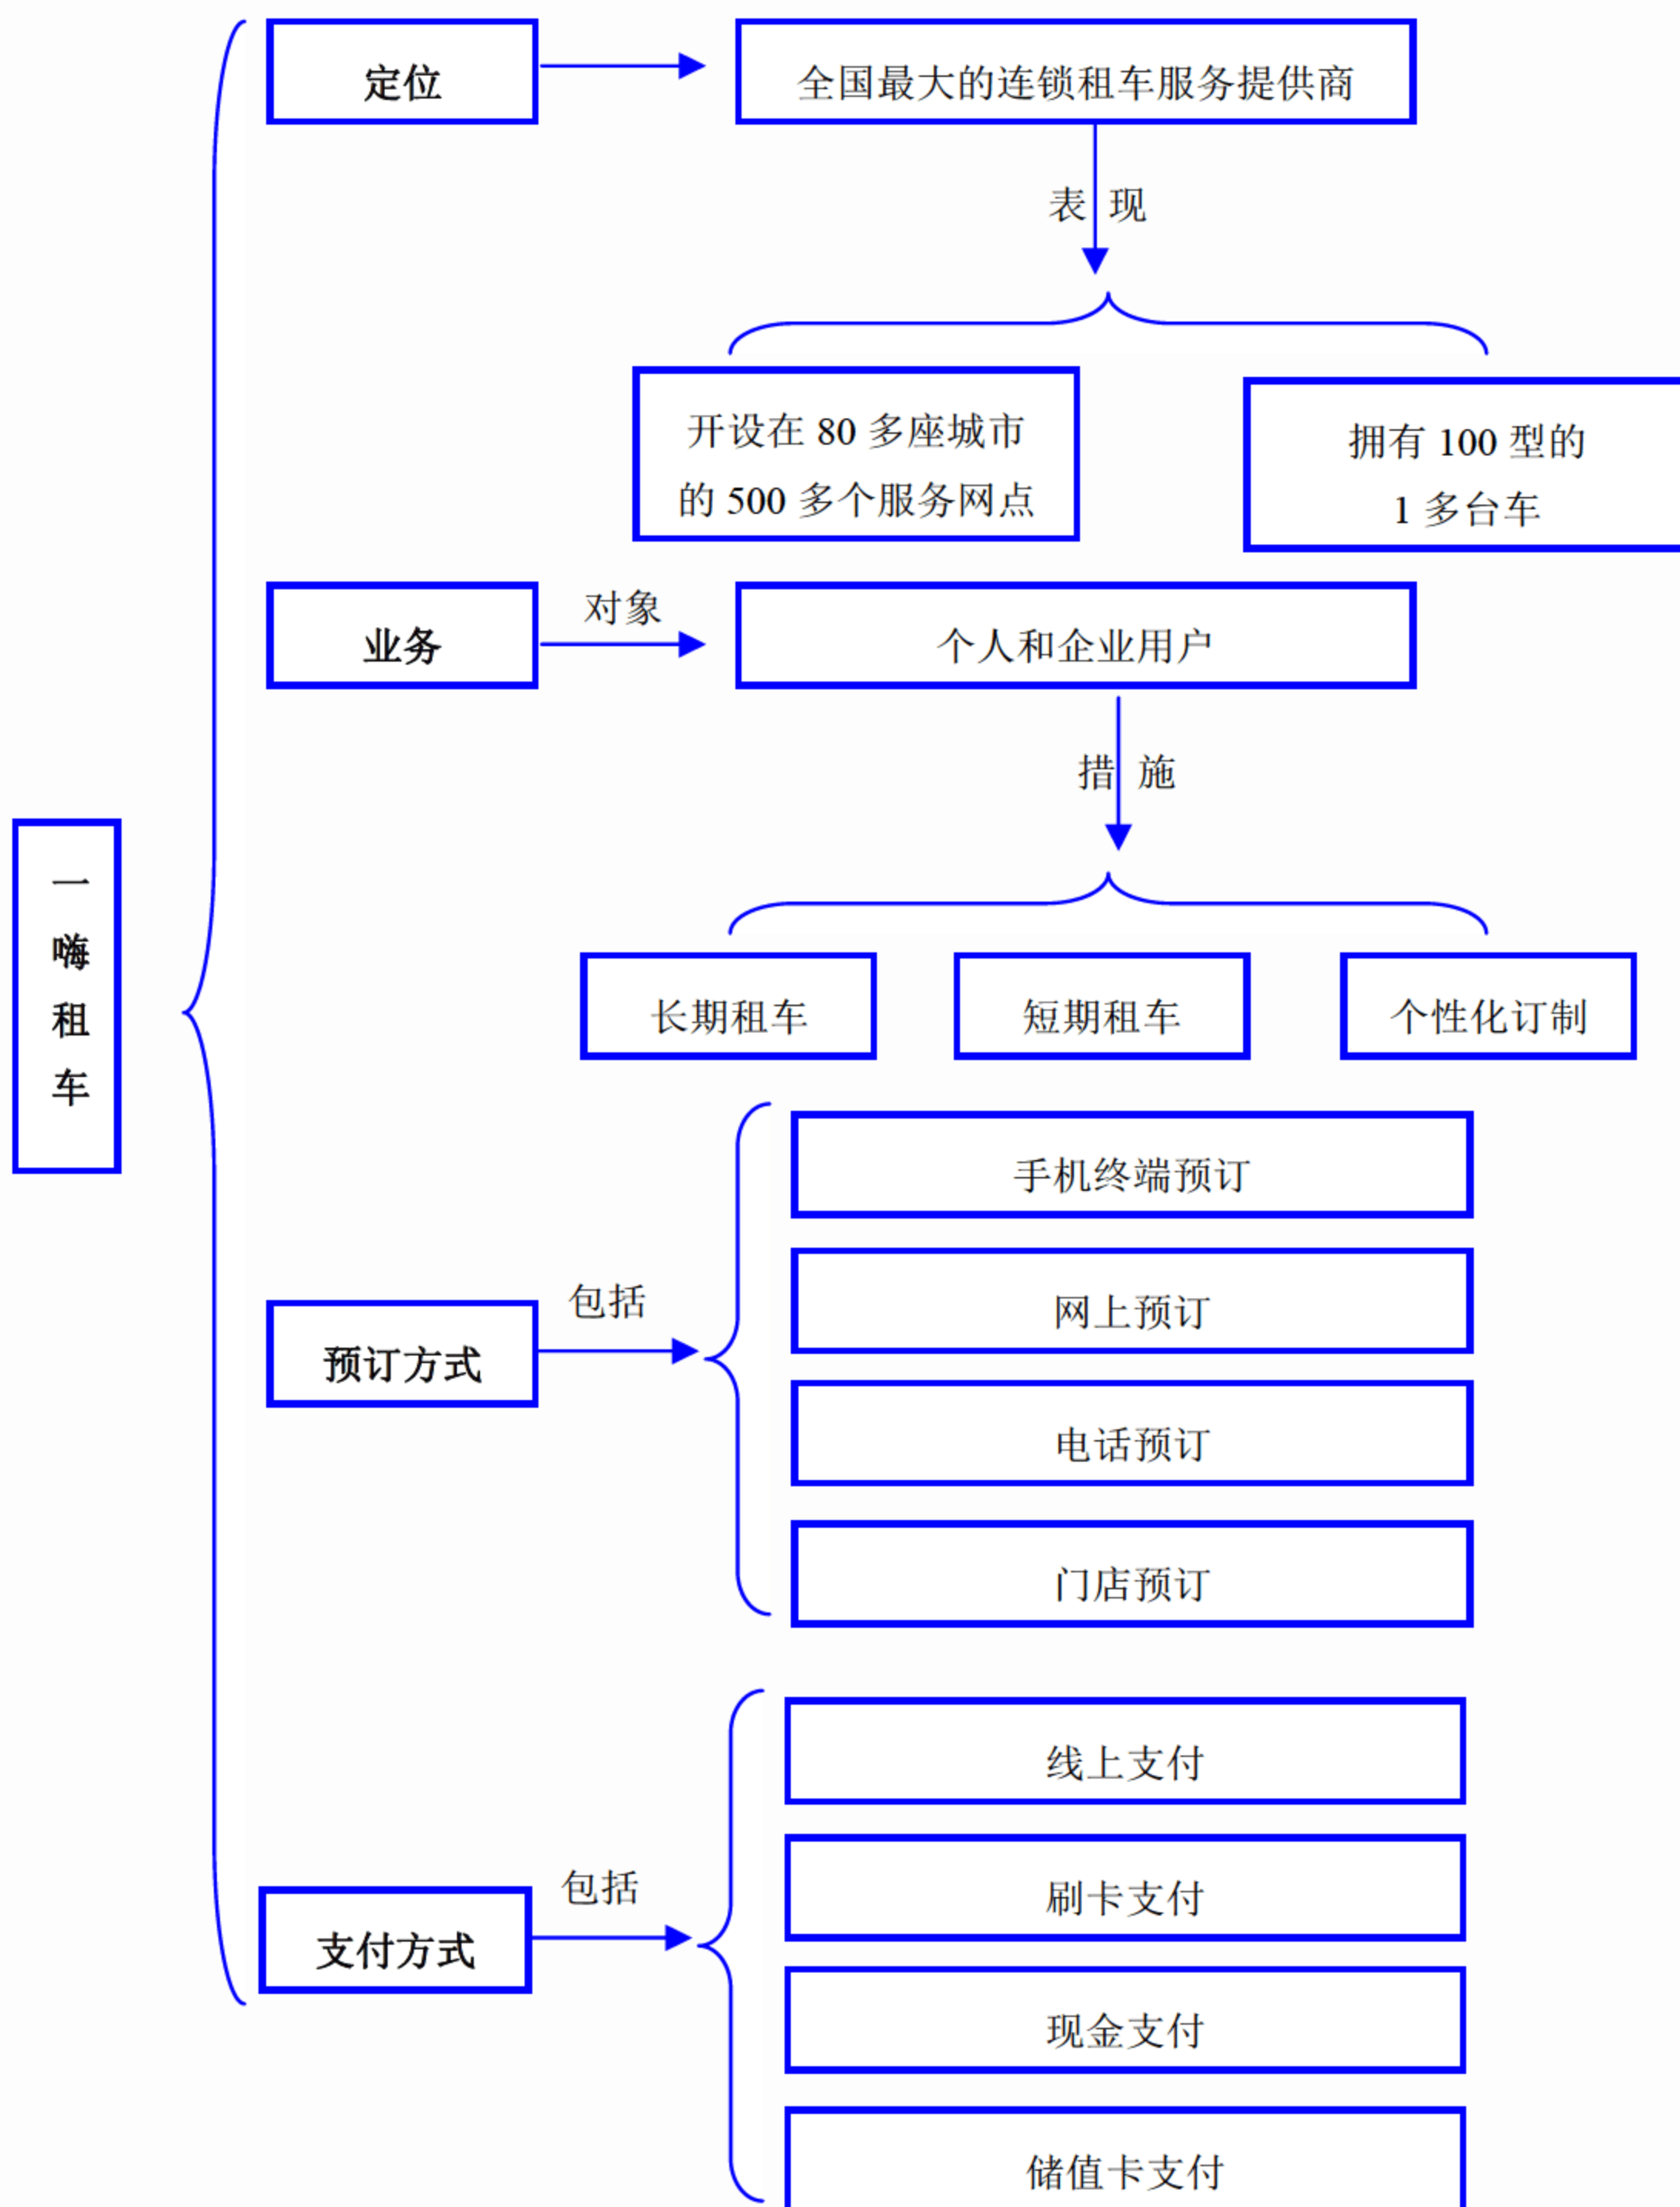 一
嗨
租
车
定位
全国最大的连锁租车服务提供商
表 现
开设在 80 多座城市
的 500 多个服务网点
拥有 100 型的
1 多台车
业务
对象
个人和企业用户
措 施
长期租车
短期租车
个性化订制
预订方式
包括
手机终端预订
网上预订
电话预订
门店预订
支付方式
包括
线上支付
刷卡支付
现金支付
储值卡支付